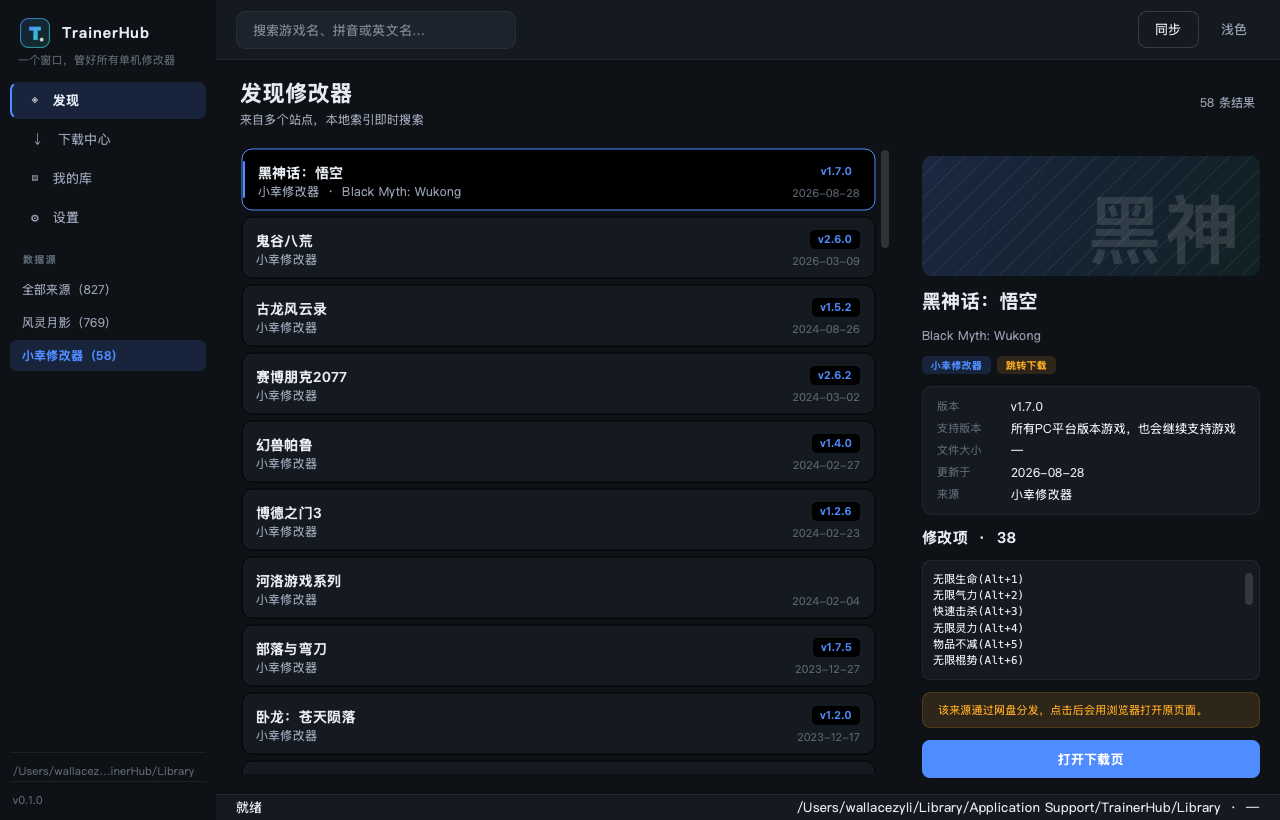 TrainerHub
一个窗口，管好所有单机修改器
发现
下载中心
我的库
设置
数据源
全部来源（827）
风灵月影（769）
小幸修改器（58）
/Users/wallacez...inerHub/Library
v0.1.0
搜索游戏名、拼音或英文名...
同步
浅色
发现修改器
来自多个站点，本地索引即时搜索
58 条结果
黑神话：悟空
v1.7.0
小幸修改器 · Black Myth: Wukong
2026-08-28
鬼谷八荒
v2.6.0
小幸修改器
2026-03-09
古龙风云录
v1.5.2
小幸修改器
2024-08-26
赛博朋克2077
v2.6.2
小幸修改器
2024-03-02
幻兽帕鲁
v1.4.0
小幸修改器
2024-02-27
博德之门3
v1.2.6
小幸修改器
2024-02-23
河洛游戏系列
小幸修改器
2024-02-04
部落与弯刀
v1.7.5
小幸修改器
2023-12-27
卧龙：苍天陨落
v1.2.0
小幸修改器
2023-12-17
黑神
黑神话：悟空
Black Myth: Wukong
小幸修改器 跳转下载
版本 v1.7.0
支持版本 所有PC平台版本游戏，也会继续支持游戏
文件大小 —
更新于 2026-08-28
来源 小幸修改器
修改项 · 38
无限生命(Alt+1)
无限气力(Alt+2)
快速击杀(Alt+3)
无限灵力(Alt+4)
物品不减(Alt+5)
无限棍势(Alt+6)
该来源通过网盘分发，点击后会用浏览器打开原页面。
打开下载页
就绪
/Users/wallacezyli/Library/Application Support/TrainerHub/Library · —